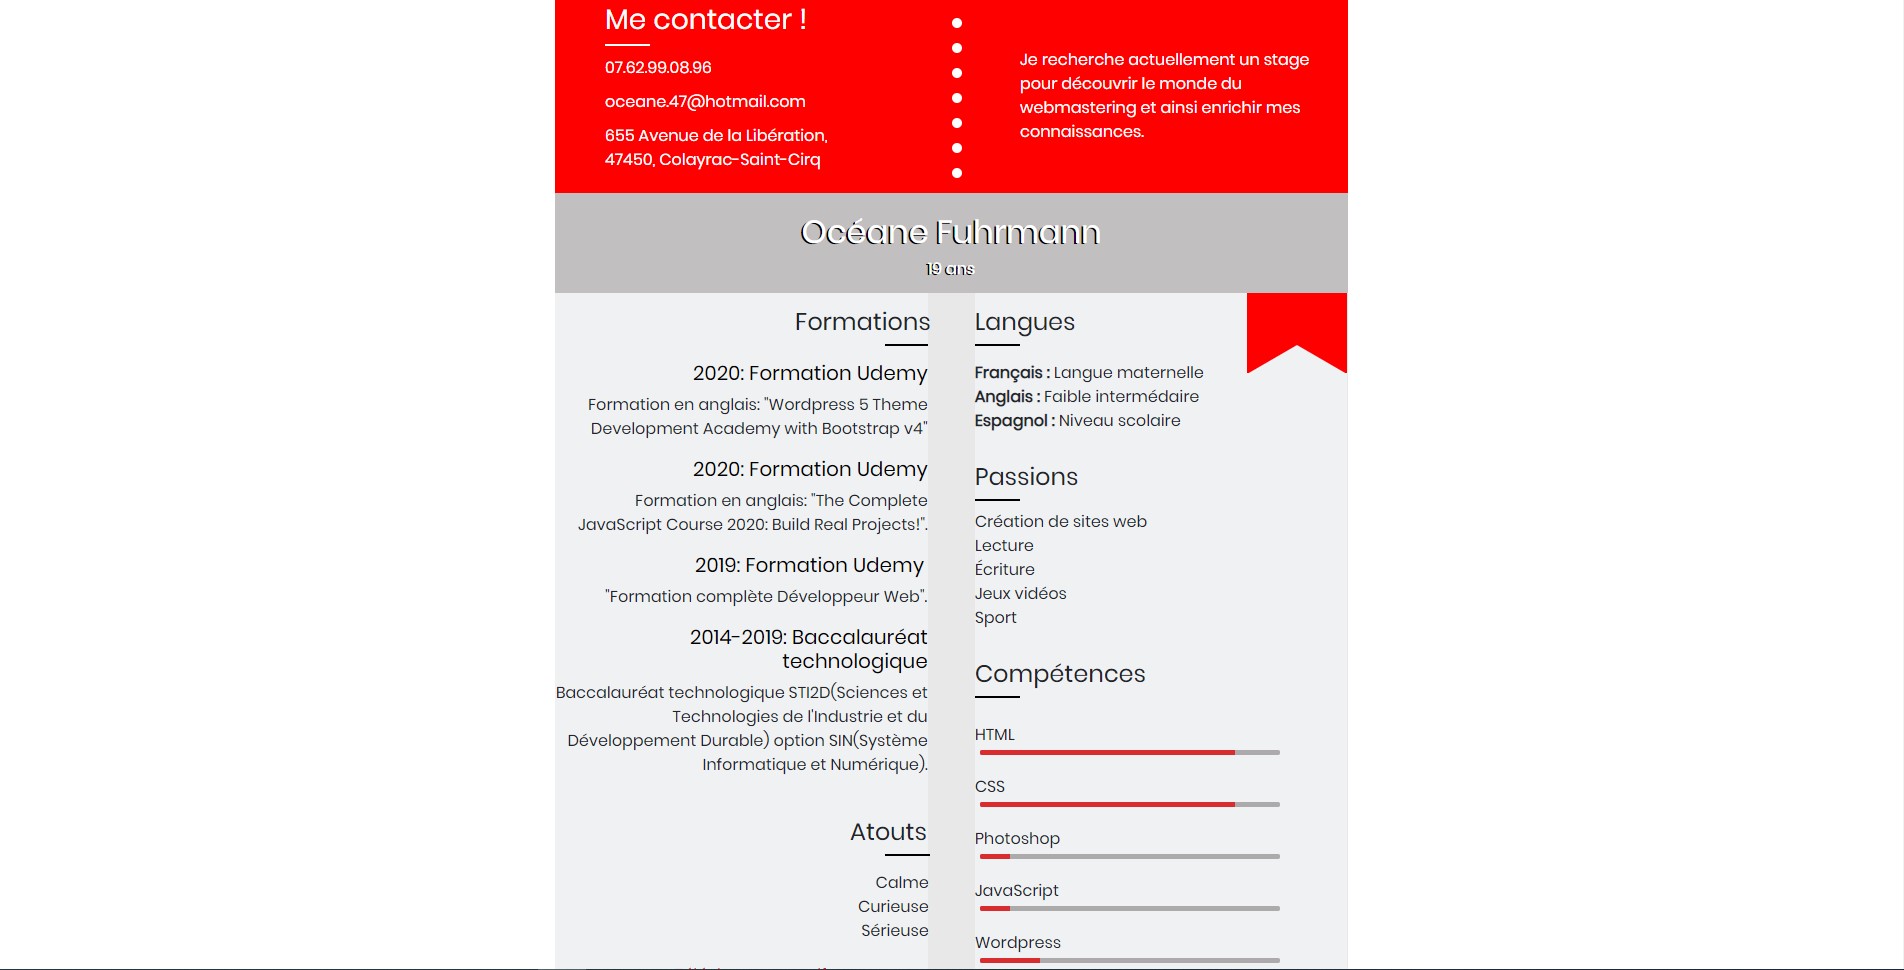 Me contacter !
07.62.99.08.96
oceane.47@hotmail.com
655 Avenue de la Libération,
47450, Colayrac-Saint-Cirq
Je recherche actuellement un stage
pour découvrir le monde du
webmastering et ainsi enrichir mes
connaissances.
Océane Fuhrmann
19 ans
Formations
2020: Formation Udemy
Formation en anglais: "Wordpress 5 Theme
Development Academy with Bootstrap v4"
2020: Formation Udemy
Formation en anglais: "The Complete
JavaScript Course 2020: Build Real Projects!".
2019: Formation Udemy
"Formation complète Développeur Web".
2014-2019: Baccalauréat
technologique
Baccalauréat technologique STI2D(Sciences et
Technologies de l'Industrie et du
Développement Durable) option SIN(Système
Informatique et Numérique).
Atouts
Calme
Curieuse
Sérieuse
Langues
Français : Langue maternelle
Anglais : Faible intermédaire
Espagnol : Niveau scolaire
Passions
Création de sites web
Lecture
Écriture
Jeux vidéos
Sport
Compétences
HTML
CSS
Photoshop
JavaScript
Wordpress